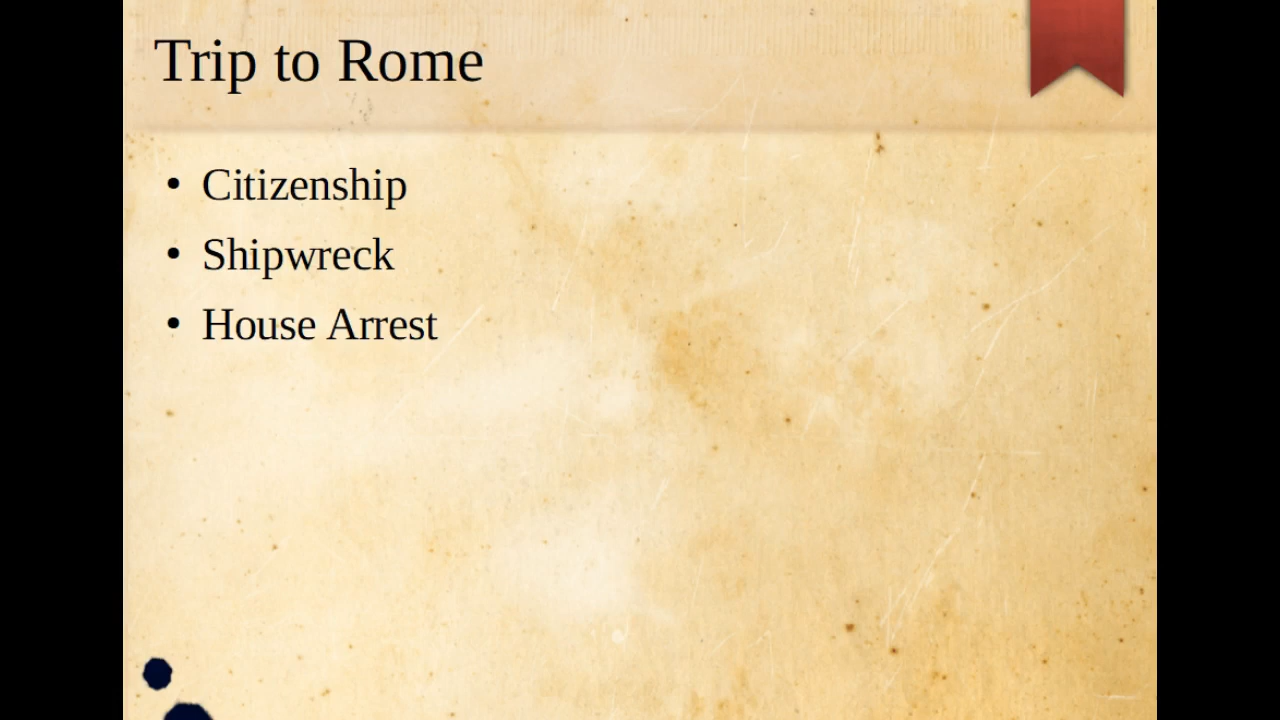 Trip to Rome
• Citizenship
• Shipwreck
• House Arrest